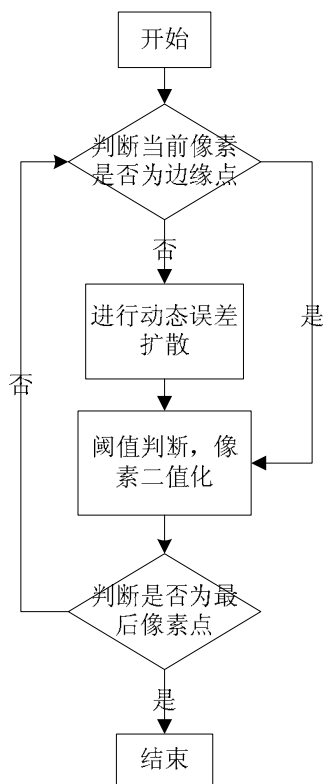 开始
判断当前像素
是否为边缘点
否
进行动态误差
扩散
是
否
阈值判断，像
素二值化
判断是否为最
后像素点
是
结束